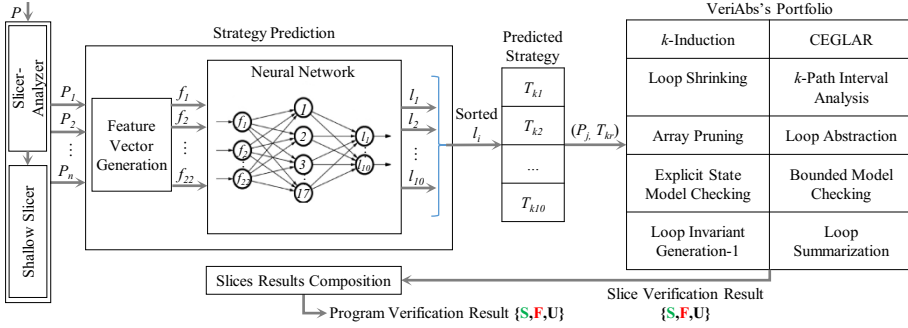 P
Slicer-
Analyzer
Shallow Slicer
P1
P2
⋮
Pn
Strategy Prediction
Feature
Vector
Generation
f1
f2
⋮
f22
Neural Network
f1
f2
f22
1
2
3
17
l1
l10
l1
l2
⋮
l10
Sorted
li
Predicted
Strategy
Tk1
Tk2
...
Tk10
(Pj, Tkr)
VeriAbs's Portfolio
k-Induction
CEGLAR
Loop Shrinking
k-Path Interval
Analysis
Array Pruning
Loop Abstraction
Explicit State
Model Checking
Bounded Model
Checking
Loop Invariant
Generation-1
Loop
Summarization
Slices Results Composition
Slice Verification Result
{S,F,U}
Program Verification Result {S,F,U}